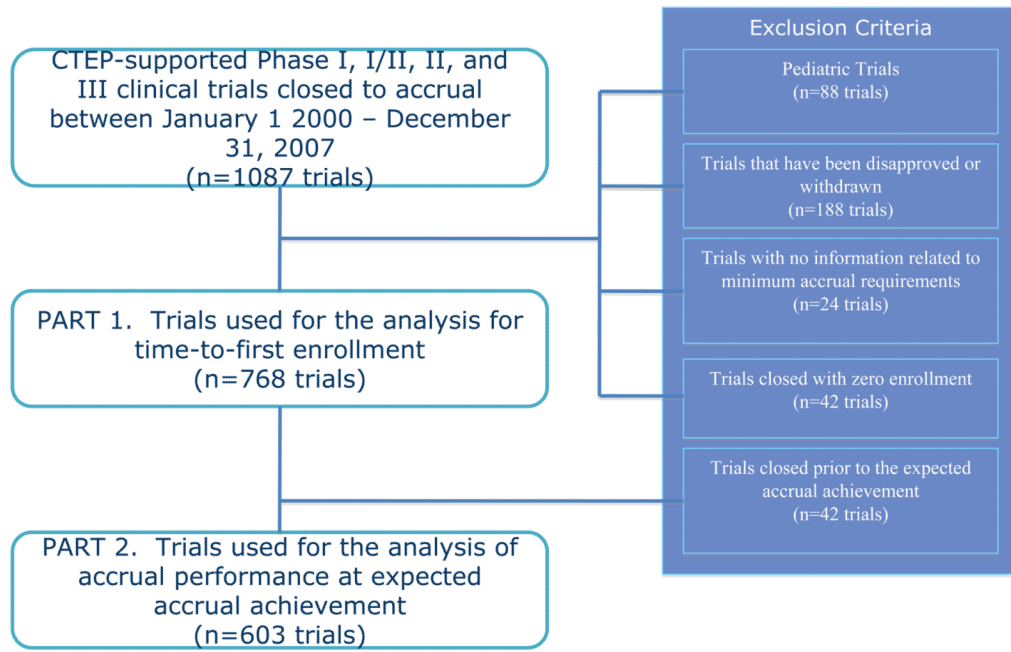 CTEP-supported Phase I, I/II, II, and
III clinical trials closed to accrual
between January 1 2000 – December
31, 2007
(n=1087 trials)
PART 1.  Trials used for the analysis for
time-to-first enrollment
(n=768 trials)
PART 2.  Trials used for the analysis of
accrual performance at expected
accrual achievement
(n=603 trials)
Exclusion Criteria
Pediatric Trials
(n=88 trials)
Trials that have been disapproved or
withdrawn
(n=188 trials)
Trials with no information related to
minimum accrual requirements
(n=24 trials)
Trials closed with zero enrollment
(n=42 trials)
Trials closed prior to the expected
accrual achievement
(n=42 trials)